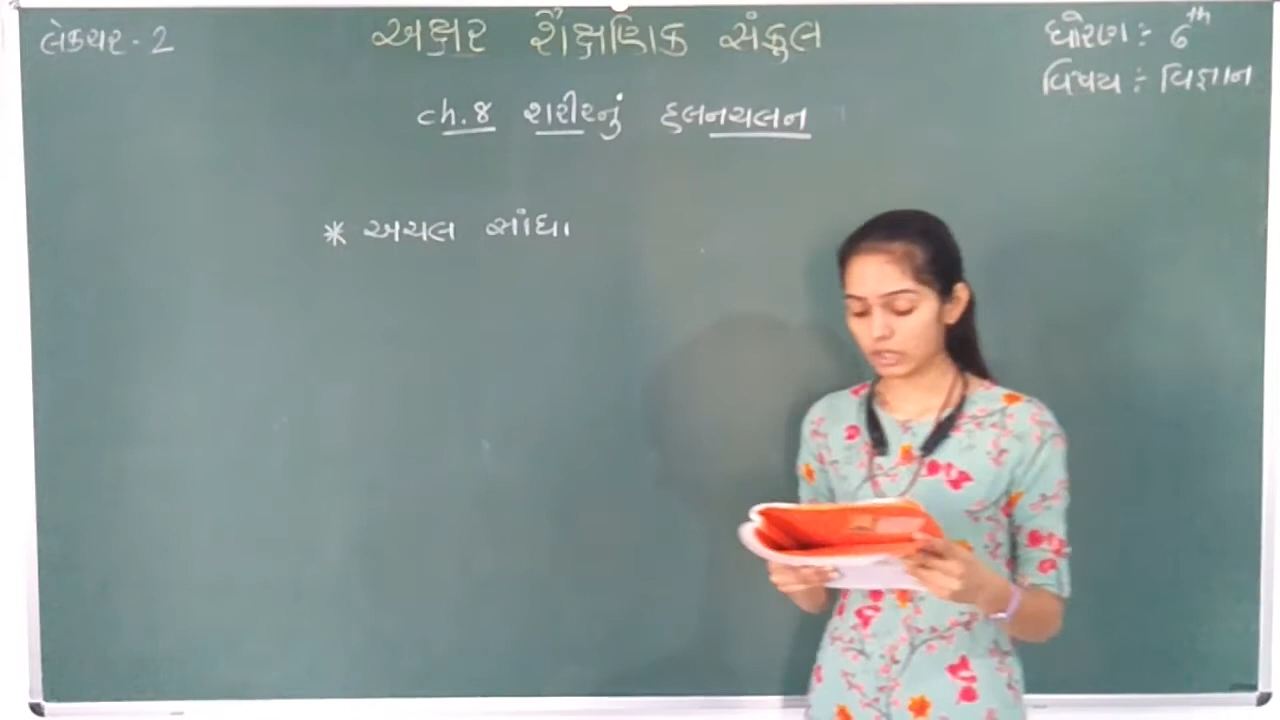 લેક્ચર - 2
અક્ષર શૈક્ષણિક સંકુલ
ધોરણ :- 6th
વિષય :- વિજ્ઞાન
ch.8 શરીરનું હલનચલન
* અચલ સાંધા